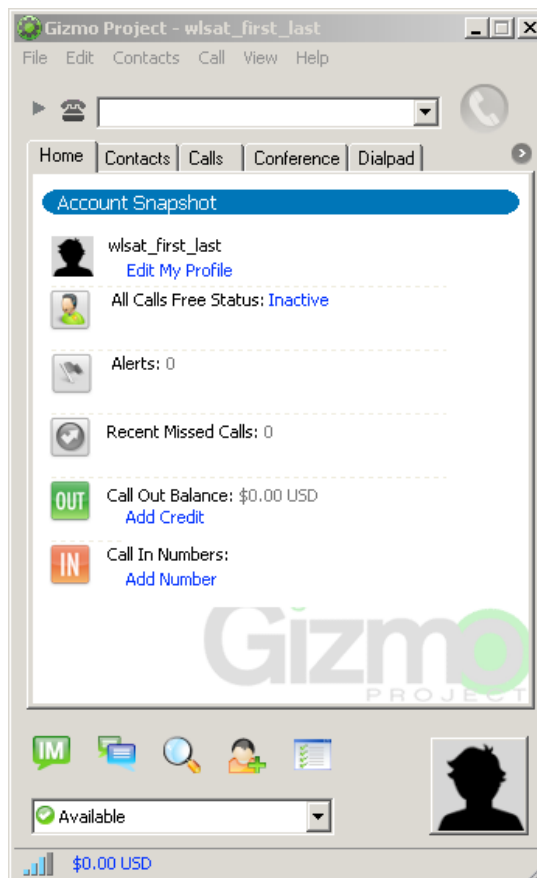 Gizmo Project - wlsat_first_last
File Edit Contacts Call View Help
Home Contacts Calls Conference Dialpad
Account Snapshot
wlsat_first_last
Edit My Profile
All Calls Free Status: Inactive
Alerts: 0
Recent Missed Calls: 0
OUT Call Out Balance: $0.00 USD
Add Credit
IN Call In Numbers:
Add Number
Gizmo
PROJECT
IM
Available
$0.00 USD